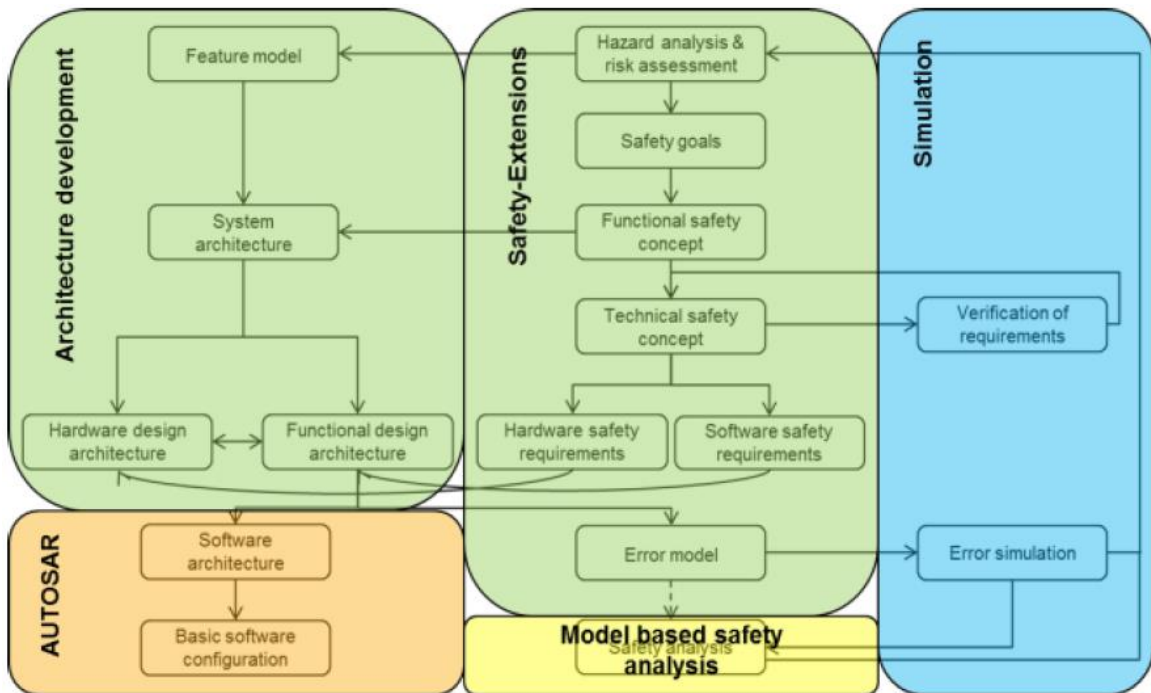 Architecture development
Feature model
System
architecture
Hardware design
architecture
Functional design
architecture
Safety-Extensions
Hazard analysis &
risk assessment
Safety goals
Functional safety
concept
Technical safety
concept
Hardware safety
requirements
Software safety
requirements
Error model
Simulation
Verification of
requirements
Error simulation
AUTOSAR
Software
architecture
Basic software
configuration
Model based safety
analysis
Safety analysis